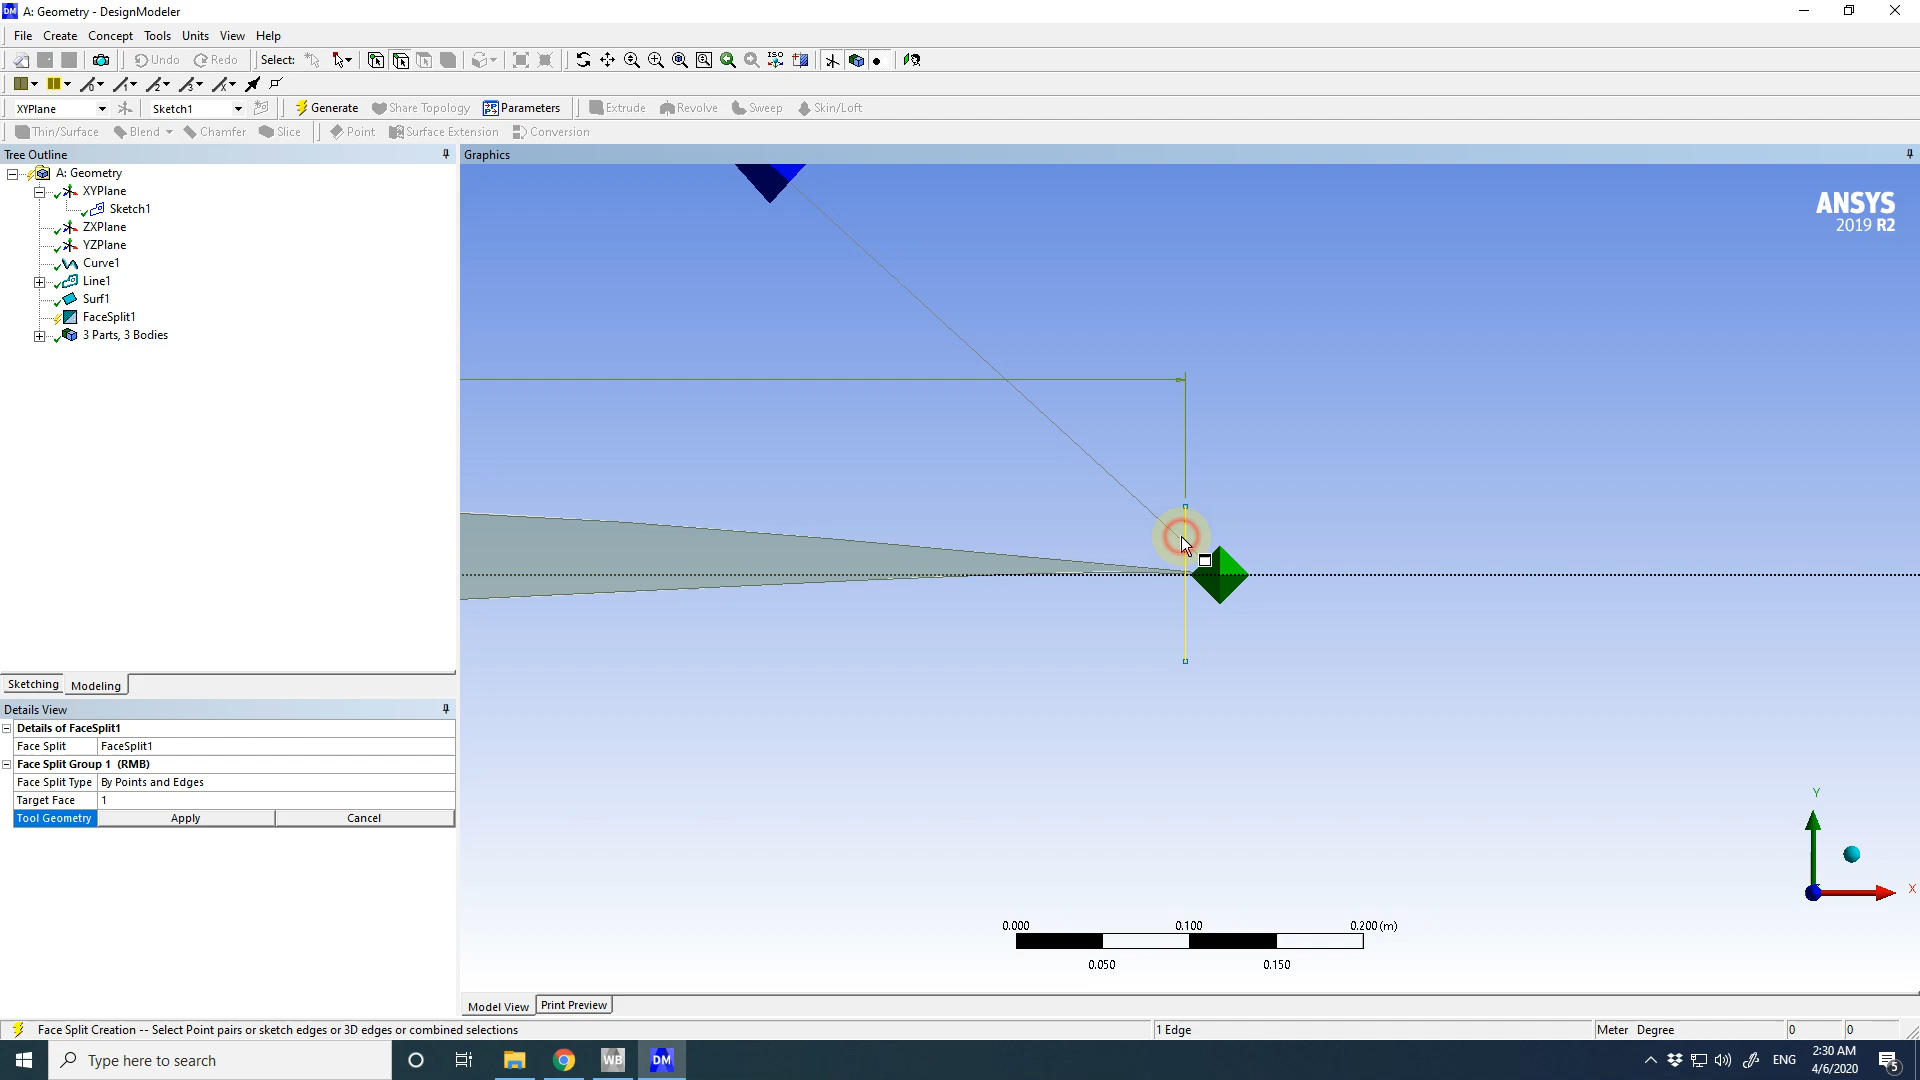 A: Geometry - DesignModeler
File Create Concept Tools Units View Help
Undo Redo Select: ISO
XYPlane Sketch1 Generate Share Topology Parameters Extrude Revolve Sweep Skin/Loft
Thin/Surface Blend Chamfer Slice Point Surface Extension Conversion
Tree Outline
Graphics
A: Geometry
XYPlane
Sketch1
ZXPlane
YZPlane
Curve1
Line1
Surf1
FaceSplit1
3 Parts, 3 Bodies
ANSYS
2019 R2
Sketching Modeling
Details View
Details of FaceSplit1
Face Split FaceSplit1
Face Split Group 1 (RMB)
Face Split Type By Points and Edges
Target Face 1
Tool Geometry Apply Cancel
Y
X
0.000 0.100 0.200 (m)
0.050 0.150
Model View Print Preview
Face Split Creation -- Select Point pairs or sketch edges or 3D edges or combined selections
1 Edge
Meter Degree 0 0
Type here to search
WB
DM
ENG
2:30 AM
4/6/2020
5